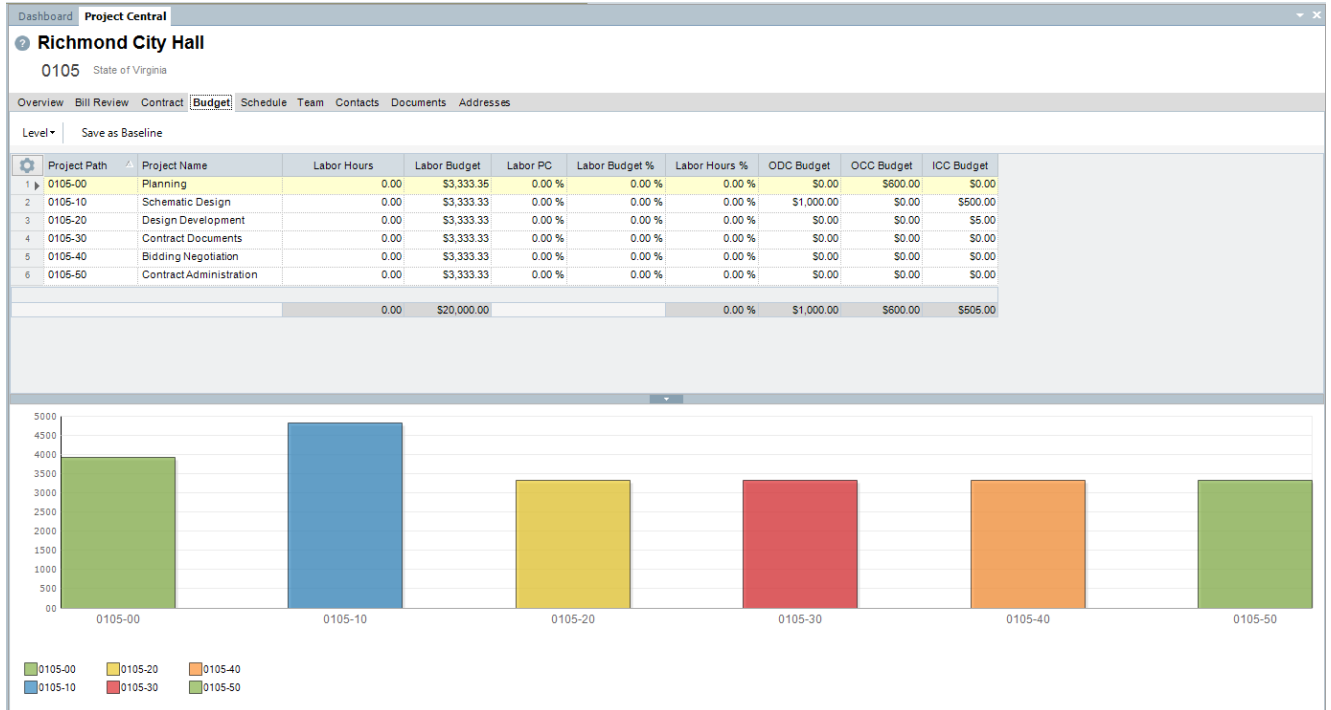 Dashboard Project Central
Richmond City Hall
0105 State of Virginia
Overview Bill Review Contract Budget Schedule Team Contacts Documents Addresses
Level Save as Baseline
Project Path Project Name Labor Hours Labor Budget Labor PC Labor Budget % Labor Hours % ODC Budget OCC Budget ICC Budget
1 0105-00 Planning 0.00 $3,333.35 0.00 % 0.00 % 0.00 % $0.00 $600.00 $0.00
2 0105-10 Schematic Design 0.00 $3,333.33 0.00 % 0.00 % 0.00 % $1,000.00 $0.00 $500.00
3 0105-20 Design Development 0.00 $3,333.33 0.00 % 0.00 % 0.00 % $0.00 $0.00 $5.00
4 0105-30 Contract Documents 0.00 $3,333.33 0.00 % 0.00 % 0.00 % $0.00 $0.00 $0.00
5 0105-40 Bidding Negotiation 0.00 $3,333.33 0.00 % 0.00 % 0.00 % $0.00 $0.00 $0.00
6 0105-50 Contract Administration 0.00 $3,333.33 0.00 % 0.00 % 0.00 % $0.00 $0.00 $0.00
0.00 $20,000.00 0.00 % $1,000.00 $600.00 $505.00
5000
4500
4000
3500
3000
2500
2000
1500
1000
500
00
0105-00 0105-10 0105-20 0105-30 0105-40 0105-50
0105-00 0105-20 0105-40
0105-10 0105-30 0105-50